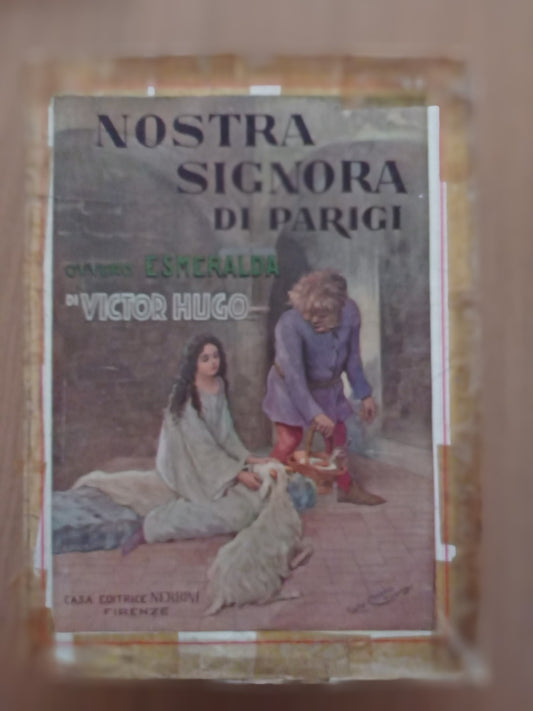 NOSTRA
SIGNORA
DI PARIGI
OVVERO ESMERALDA
DI VICTOR HUGO
CASA EDITRICE NERBINI
FIRENZE